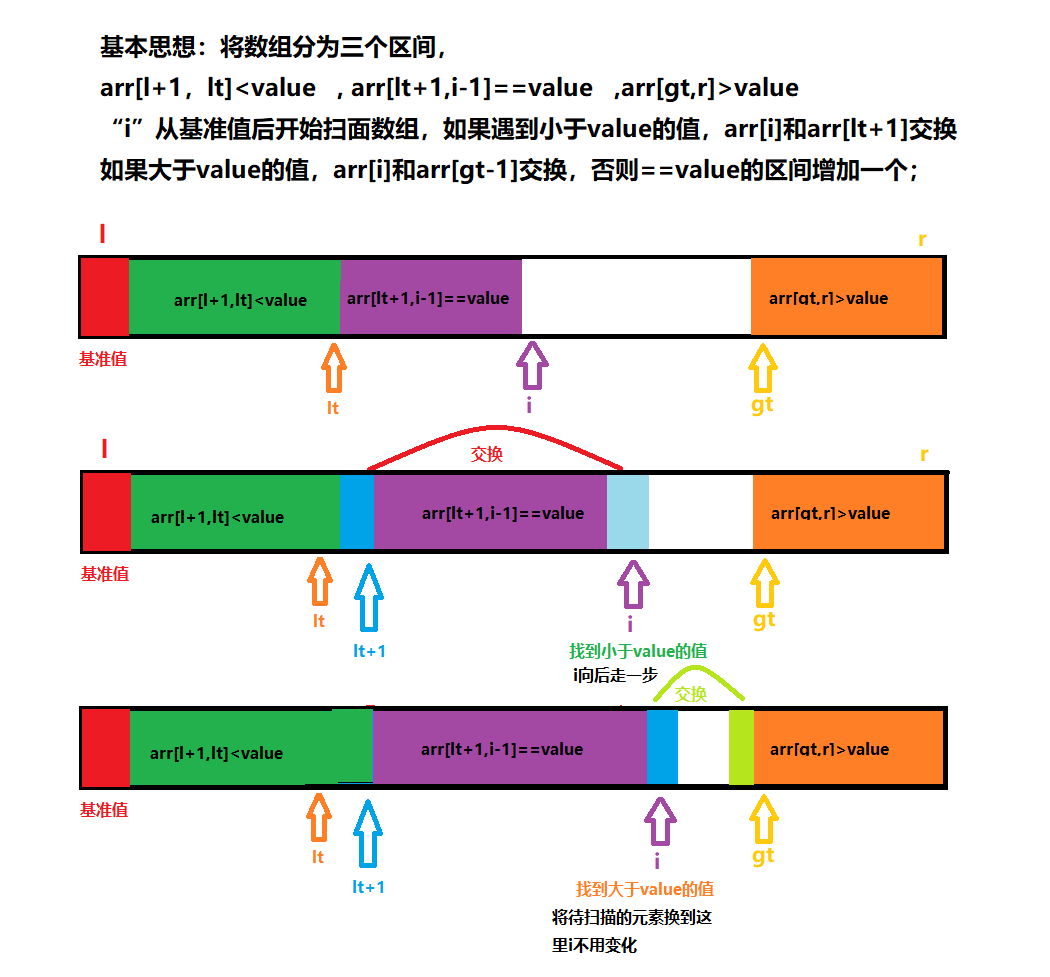 基本思想：将数组分为三个区间，
arr[l+1，lt]<value ，arr[lt+1,i-1]==value ,arr[gt,r]>value
“i”从基准值后开始扫面数组，如果遇到小于value的值，arr[i]和arr[lt+1]交换
如果大于value的值，arr[i]和arr[gt-1]交换，否则==value的区间增加一个；
l
r
arr[l+1,lt]<value
arr[lt+1,i-1]==value
arr[gt,r]>value
基准值
lt
i
gt
l
交换
r
arr[l+1,lt]<value
arr[lt+1,i-1]==value
arr[gt,r]>value
基准值
lt
lt+1
i
gt
找到小于value的值
i向后走一步
交换
arr[l+1,lt]<value
arr[lt+1,i-1]==value
arr[gt,r]>value
基准值
lt
lt+1
i
gt
找到大于value的值
将待扫描的元素换到这
里i不用变化